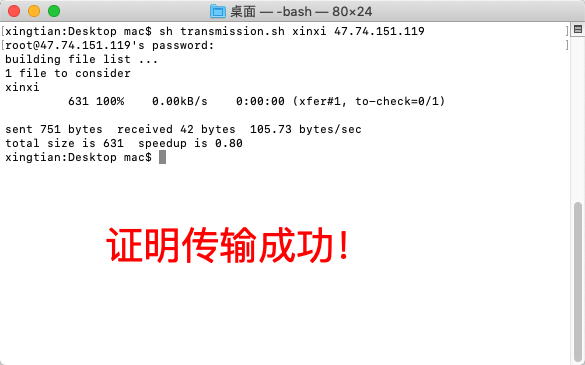 桌面 — -bash — 80×24
[xingtian:Desktop mac$ sh transmission.sh xinxi 47.74.151.119 ]
[root@47.74.151.119's password: ]
building file list ...
1 file to consider
xinxi
         631 100%    0.00kB/s    0:00:00 (xfer#1, to-check=0/1)
sent 751 bytes  received 42 bytes  105.73 bytes/sec
total size is 631  speedup is 0.80
xingtian:Desktop mac$
证明传输成功！